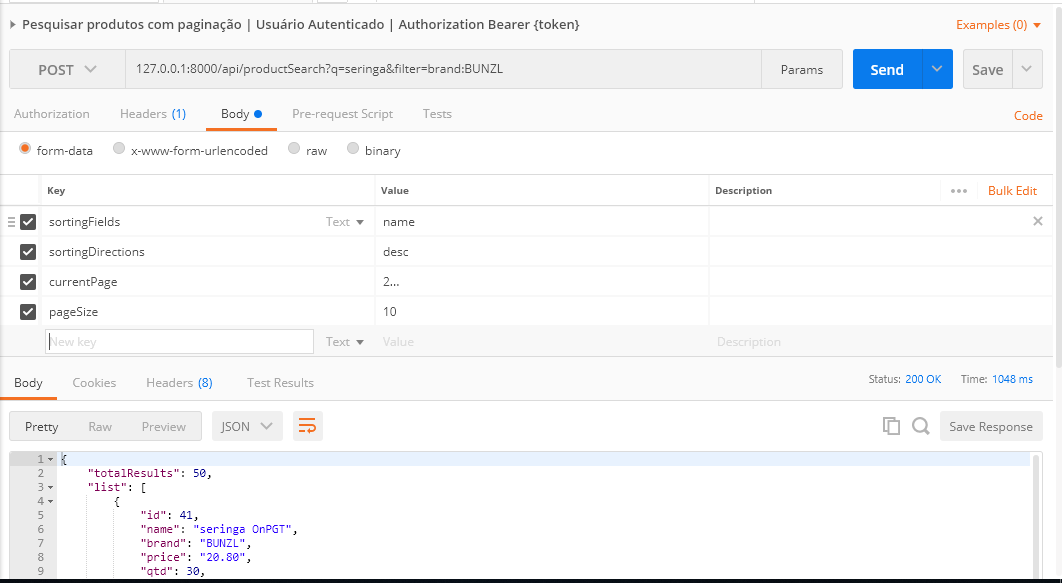 Pesquisar produtos com paginação | Usuário Autenticado | Authorization Bearer {token}
Examples (0)
POST 127.0.0.1:8000/api/productSearch?q=seringa&filter=brand:BUNZL Params Send Save
Authorization Headers (1) Body Pre-request Script Tests Code
form-data x-www-form-urlencoded raw binary
Key Value Description Bulk Edit
sortingFields Text name
sortingDirections desc
currentPage 2...
pageSize 10
New key Text Value Description
Body Cookies Headers (8) Test Results Status: 200 OK Time: 1048 ms
Pretty Raw Preview JSON Save Response
1 {
2 "totalResults": 50,
3 "list": [
4 {
5 "id": 41,
6 "name": "seringa OnPGT",
7 "brand": "BUNZL",
8 "price": "20.80",
9 "qtd": 30,